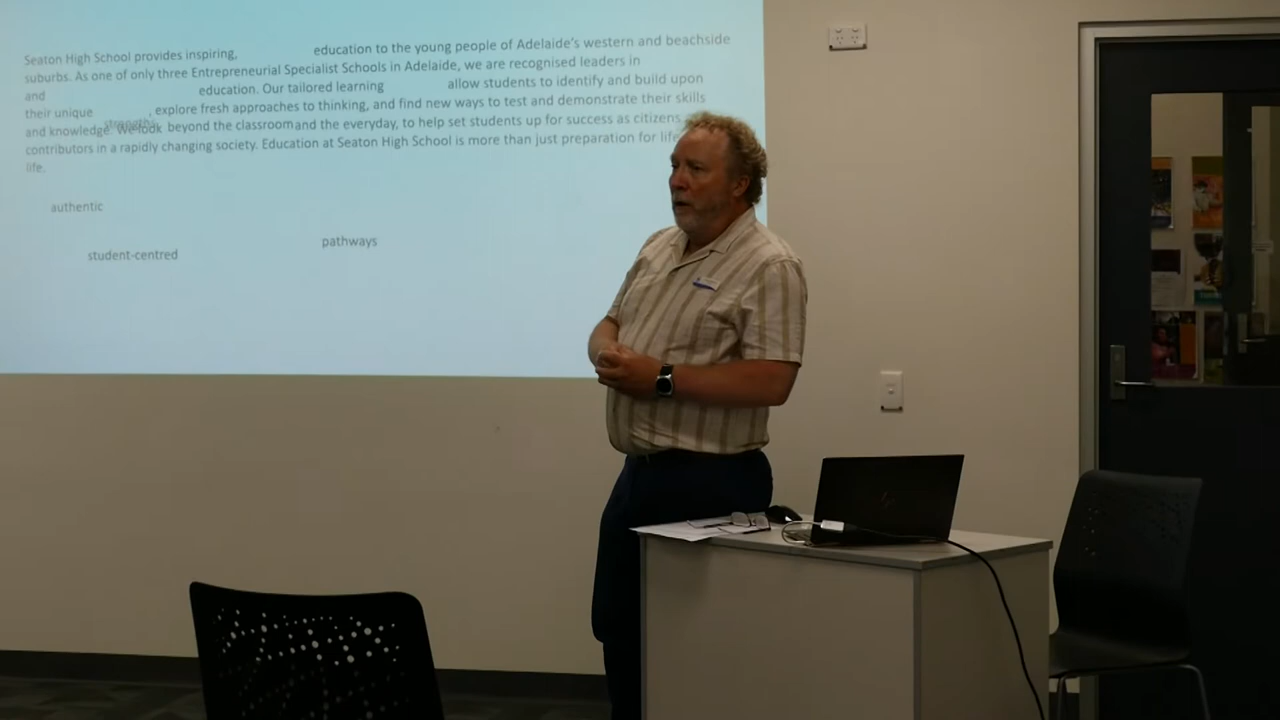 Seaton High School provides inspiring, education to the young people of Adelaide's western and beachside
suburbs. As one of only three Entrepreneurial Specialist Schools in Adelaide, we are recognised leaders in
and education. Our tailored learning allow students to identify and build upon
their unique , explore fresh approaches to thinking, and find new ways to test and demonstrate their skills
strengths
and knowledge. We look beyond the classroom and the everyday, to help set students up for success as citizens
contributors in a rapidly changing society. Education at Seaton High School is more than just preparation for life
life.
authentic
pathways
student-centred
hp